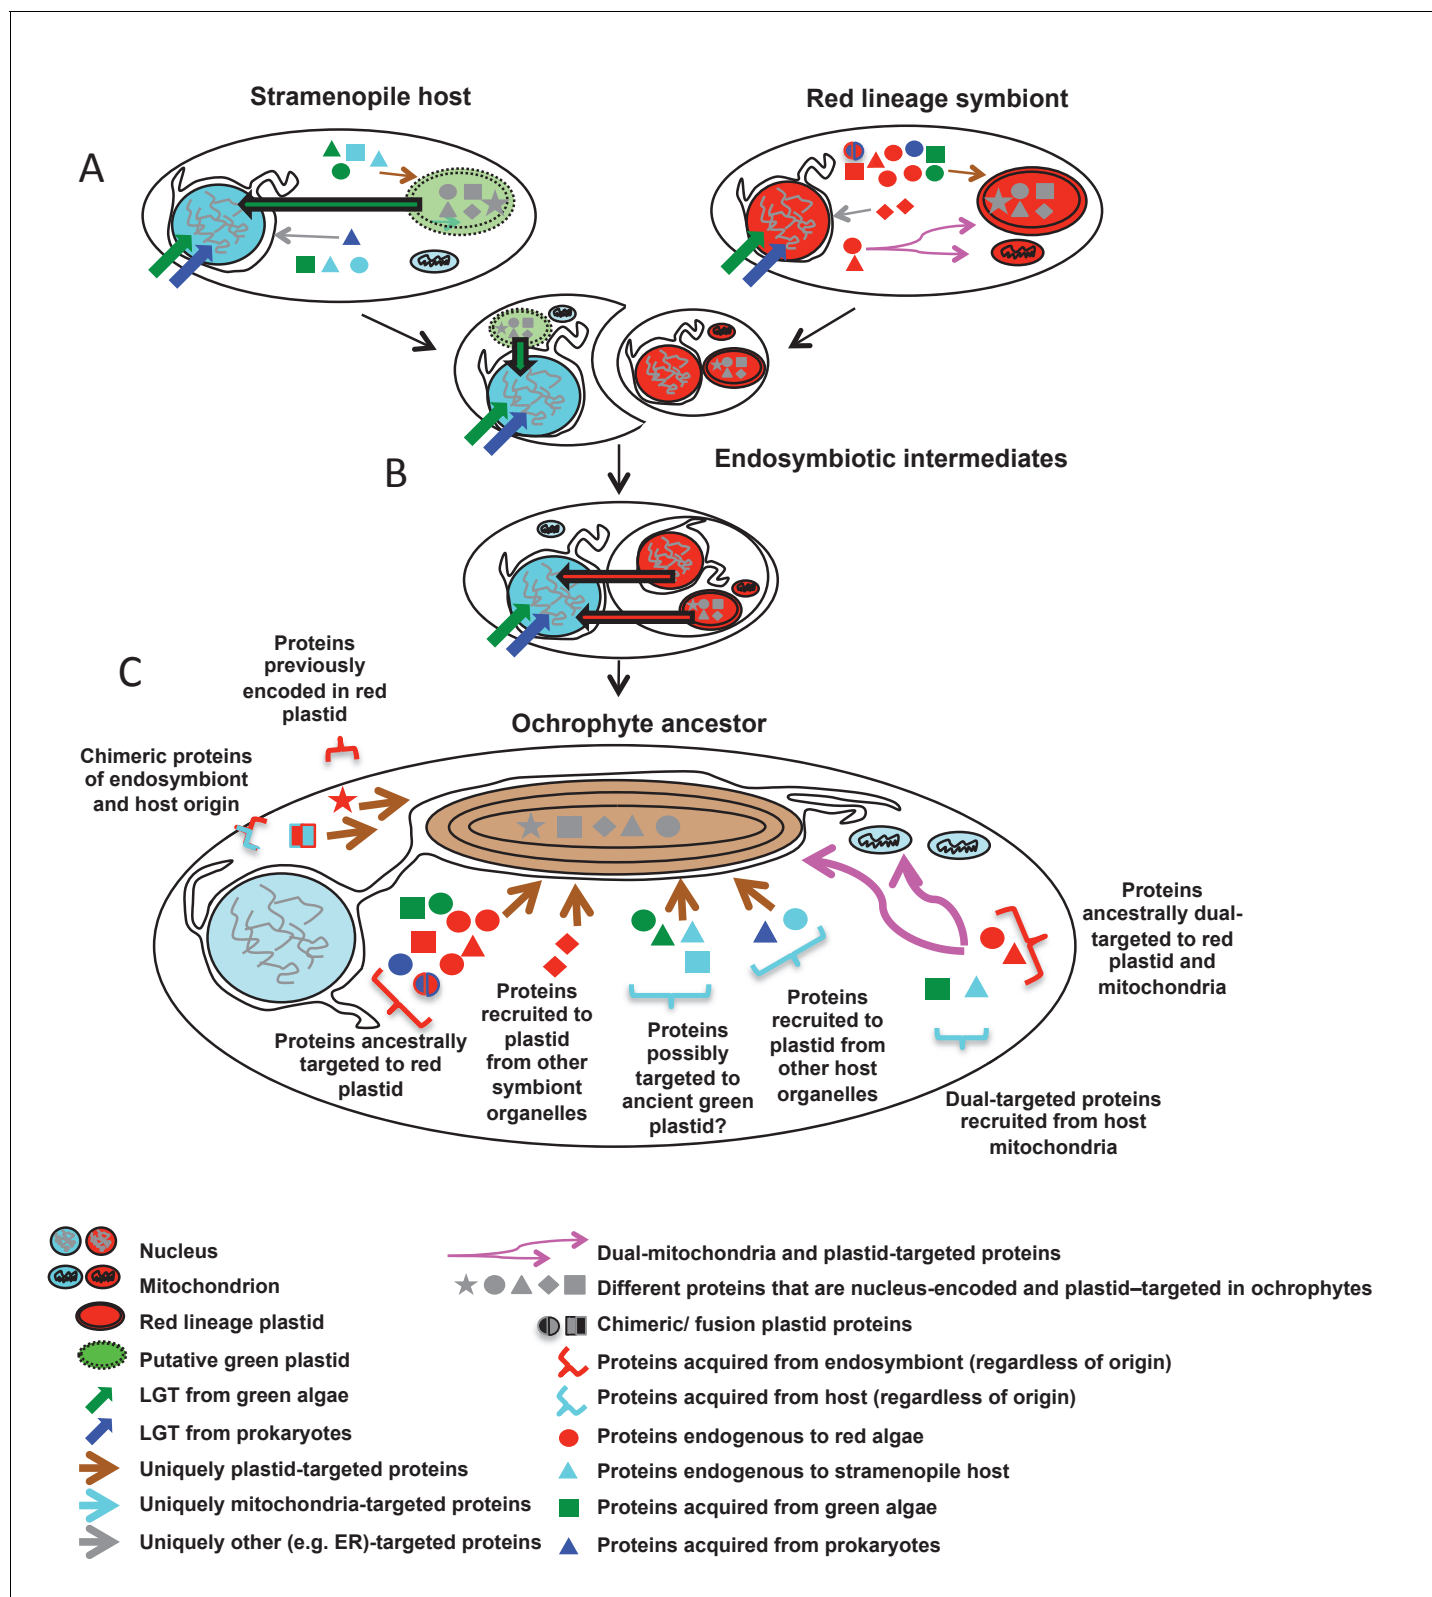 Stramenopile host
Red lineage symbiont
A
B
Endosymbiotic intermediates
C
Proteins
previously
encoded in red
plastid
Ochrophyte ancestor
Chimeric proteins
of endosymbiont
and host origin
Proteins
ancestrally dual-
targeted to red
plastid and
mitochondria
Proteins ancestrally
targeted to red
plastid
Proteins
recruited to
plastid
from other
symbiont
organelles
Proteins
possibly
targeted to
ancient green
plastid?
Proteins
recruited to
plastid from
other host
organelles
Dual-targeted proteins
recruited from host
mitochondria
Nucleus
Mitochondrion
Red lineage plastid
Putative green plastid
LGT from green algae
LGT from prokaryotes
Uniquely plastid-targeted proteins
Uniquely mitochondria-targeted proteins
Uniquely other (e.g. ER)-targeted proteins
Dual-mitochondria and plastid-targeted proteins
Different proteins that are nucleus-encoded and plastid–targeted in ochrophytes
Chimeric/ fusion plastid proteins
Proteins acquired from endosymbiont (regardless of origin)
Proteins acquired from host (regardless of origin)
Proteins endogenous to red algae
Proteins endogenous to stramenopile host
Proteins acquired from green algae
Proteins acquired from prokaryotes